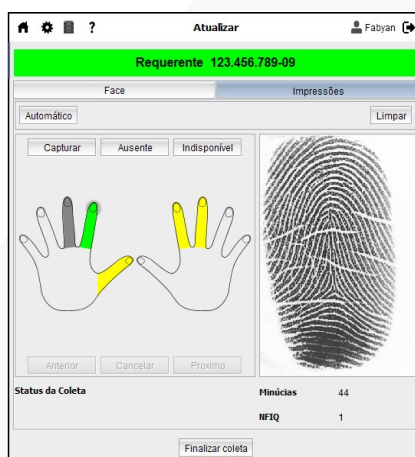 ? Atualizar Fabyan
Requerente 123.456.789-09
Face Impressões
Automático Limpar
Capturar Ausente Indisponível
Anterior Cancelar Proximo
Status da Coleta Minúcias 44
NFIQ 1
Finalizar coleta